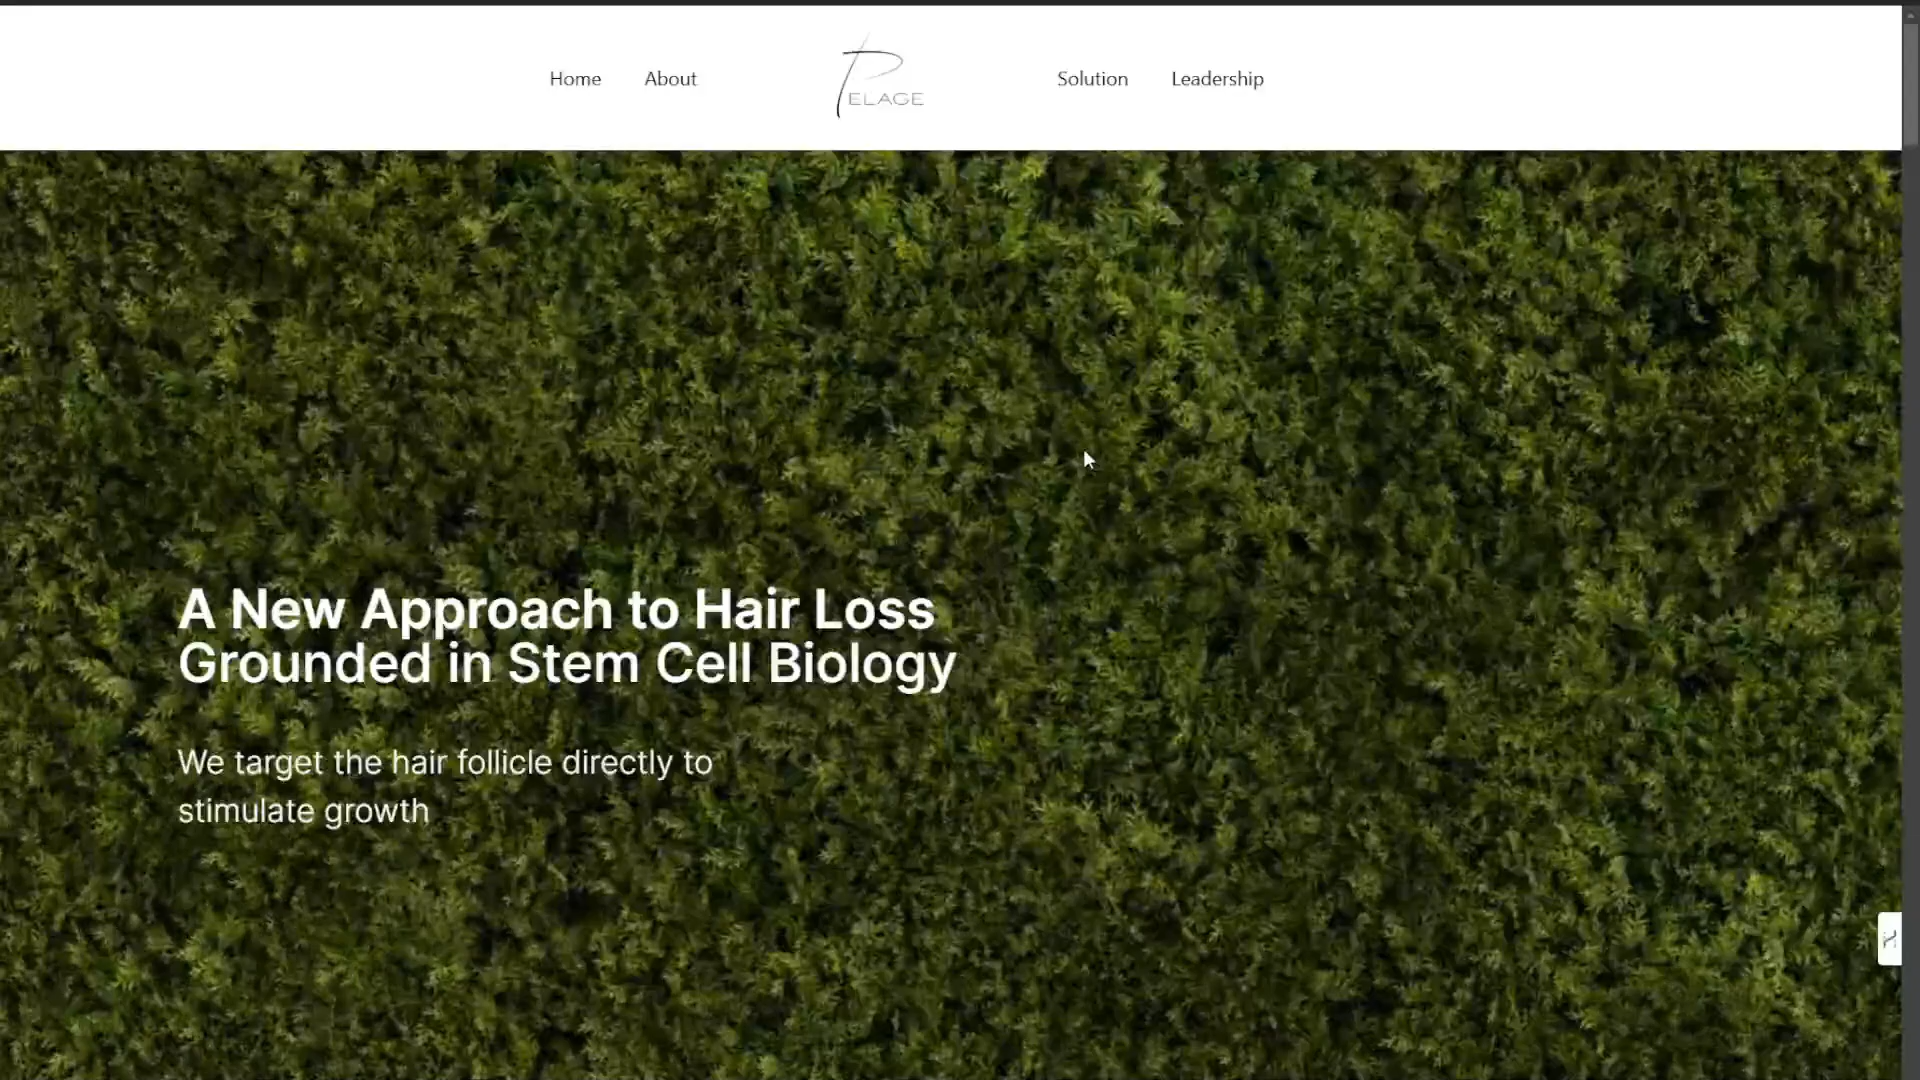 Home About PELAGE Solution Leadership
A New Approach to Hair Loss
Grounded in Stem Cell Biology
We target the hair follicle directly to
stimulate growth